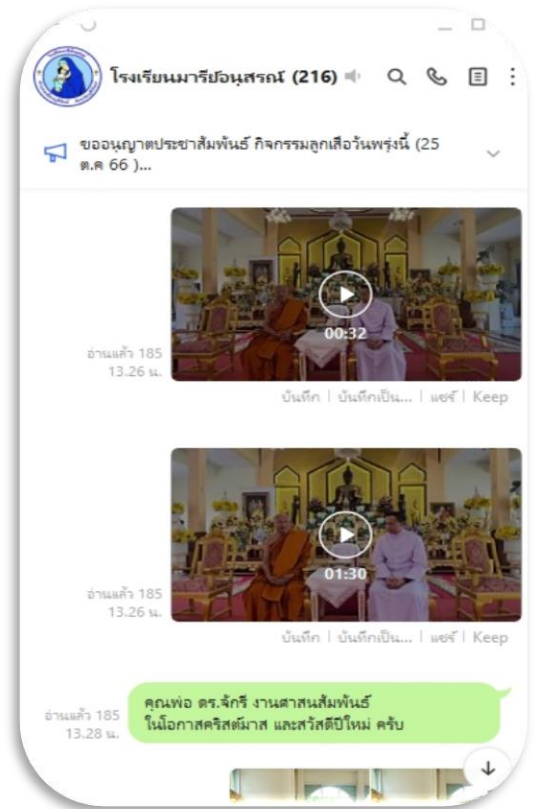 โรงเรียนมารีย์อนุสรณ์ (216)
ขออนุญาตประชาสัมพันธ์ กิจกรรมลูกเสือวันพรุ่งนี้ (25
ต.ค 66 )...
00:32
อ่านแล้ว 185
13.26 น.
บันทึก | บันทึกเป็น... | แชร์ | Keep
01:30
อ่านแล้ว 185
13.26 น.
บันทึก | บันทึกเป็น... | แชร์ | Keep
คุณพ่อ ดร.จักรี งานศาสนสัมพันธ์
ในโอกาสคริสต์มาส และสวัสดีปีใหม่ ครับ
อ่านแล้ว 185
13.28 น.